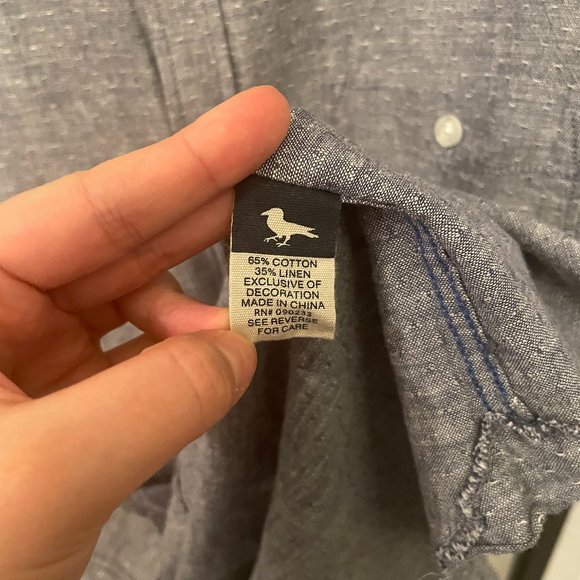 65% COTTON
35% LINEN
EXCLUSIVE OF
DECORATION
MADE IN CHINA
RN# 090233
SEE REVERSE
FOR CARE